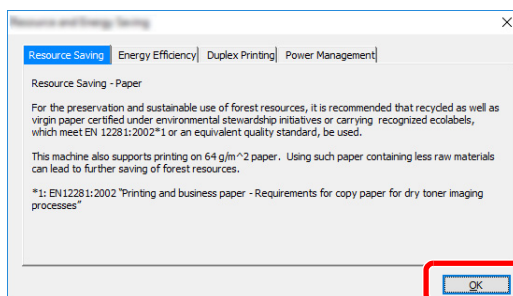 Resource and Energy Saving
Resource Saving Energy Efficiency Duplex Printing Power Management
Resource Saving - Paper
For the preservation and sustainable use of forest resources, it is recommended that recycled as well as
virgin paper certified under environmental stewardship initiatives or carrying recognized ecolabels,
which meet EN 12281:2002*1 or an equivalent quality standard, be used.
This machine also supports printing on 64 g/m^2 paper. Using such paper containing less raw materials
can lead to further saving of forest resources.
*1: EN12281:2002 "Printing and business paper - Requirements for copy paper for dry toner imaging
processes"
OK